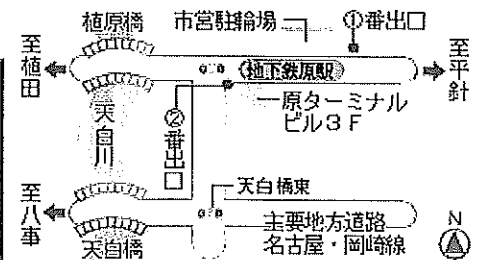 植原橋
市営駐輪場
①番出口
至植田
地下鉄原駅
至平針
原ターミナル
ビル3F
天白川
②番出口
天白橋東
至八事
主要地方道路
名古屋・岡崎線
天白橋
N